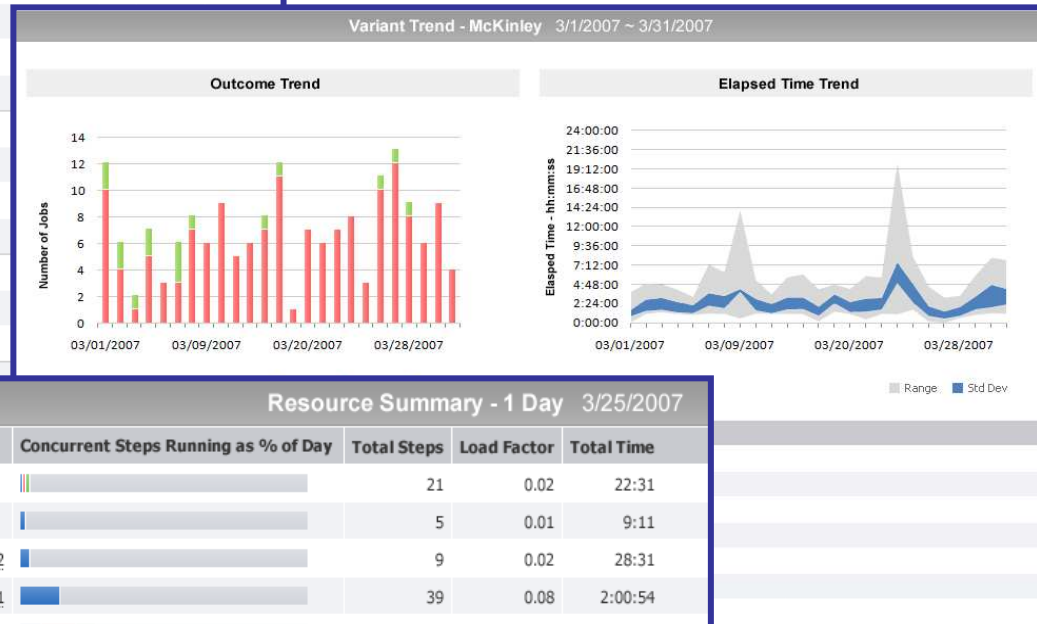 Variant Trend - McKinley 3/1/2007 ~ 3/31/2007
Outcome Trend
Number of Jobs
14
12
10
8
6
4
2
0
03/01/2007 03/09/2007 03/20/2007 03/28/2007
Elapsed Time Trend
Elasped Time - hh:mm:ss
24:00:00
21:36:00
19:12:00
16:48:00
14:24:00
12:00:00
9:36:00
7:12:00
4:48:00
2:24:00
0:00:00
03/01/2007 03/09/2007 03/20/2007 03/28/2007
Range Std Dev
Resource Summary - 1 Day 3/25/2007
Concurrent Steps Running as % of Day Total Steps Load Factor Total Time
21 0.02 22:31
5 0.01 9:11
2 9 0.02 28:31
1 39 0.08 2:00:54